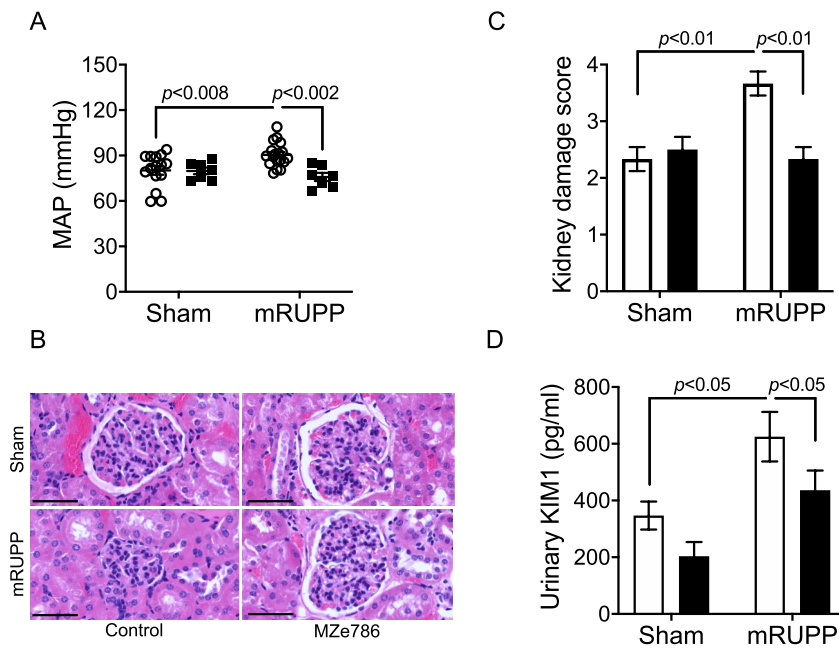 A
MAP (mmHg)
150
120
90
60
30
0
p<0.008
p<0.002
Sham
mRUPP
B
Sham
mRUPP
Control
MZe786
C
Kidney damage score
4
3
2
1
0
p<0.01
p<0.01
Sham
mRUPP
D
Urinary KIM1 (pg/ml)
800
600
400
200
0
p<0.05
p<0.05
Sham
mRUPP